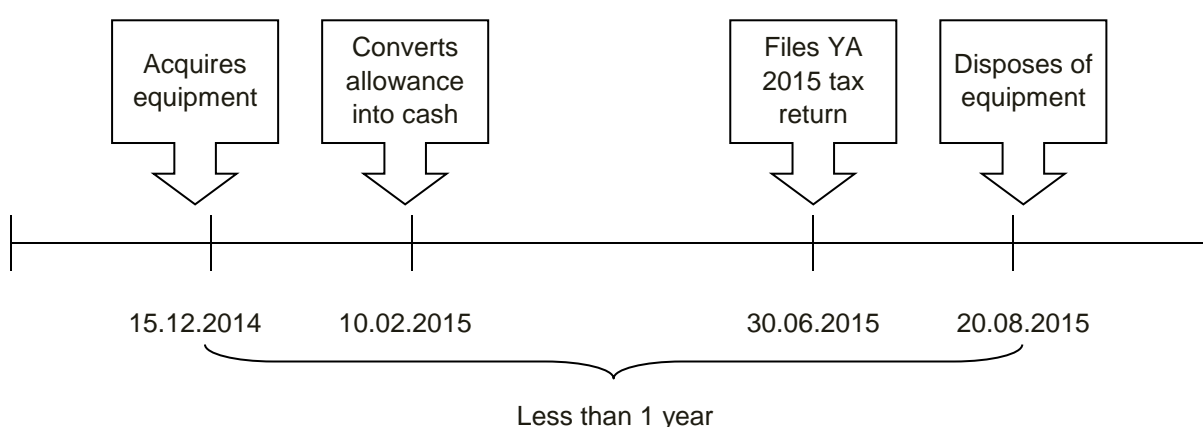 Acquires
equipment
Converts
allowance
into cash
Files YA
2015 tax
return
Disposes of
equipment
15.12.2014
10.02.2015
30.06.2015
20.08.2015
Less than 1 year